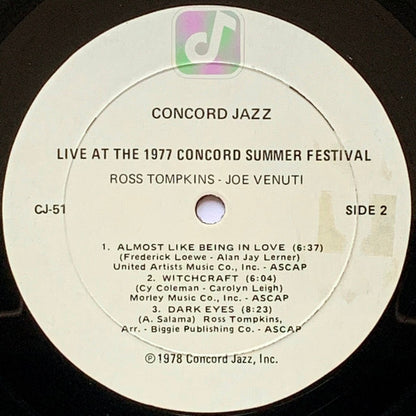 CONCORD JAZZ
LIVE AT THE 1977 CONCORD SUMMER FESTIVAL
ROSS TOMPKINS - JOE VENUTI
CJ-51
SIDE 2
1. ALMOST LIKE BEING IN LOVE (6:37)
(Frederick Loewe - Alan Jay Lerner)
United Artists Music Co., Inc. - ASCAP
2. WITCHCRAFT (6:04)
(Cy Coleman - Carolyn Leigh)
Morley Music Co., Inc. - ASCAP
3. DARK EYES (8:23)
(A. Salama) Ross Tompkins,
Arr. - Biggie Publishing Co. - ASCAP
℗1978 Concord Jazz, Inc.